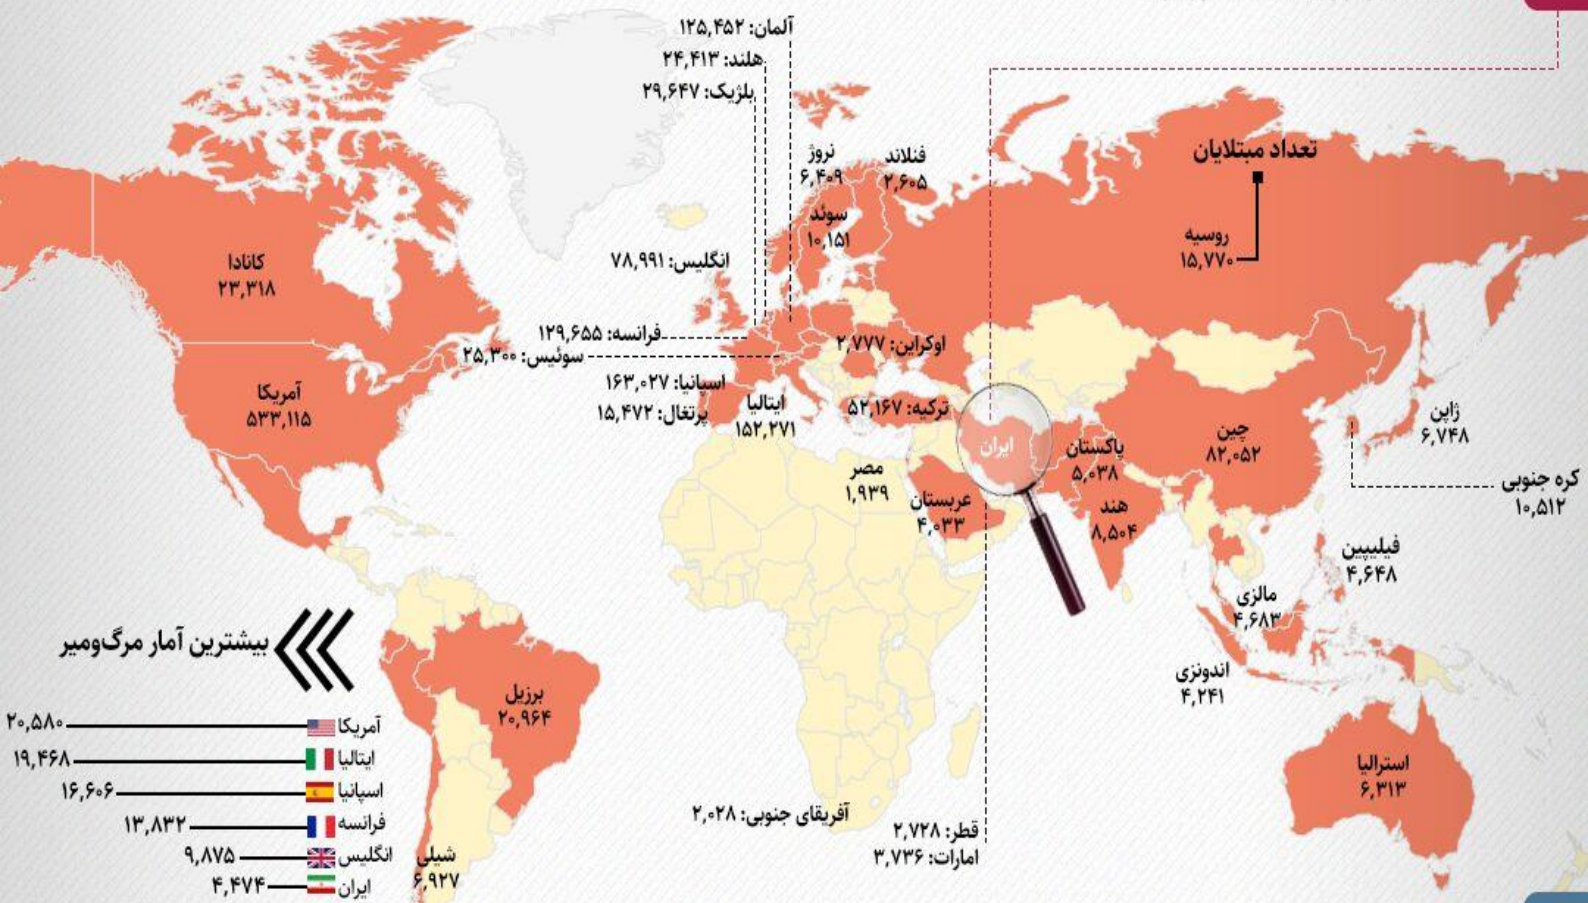 آلمان: ۱۲۵,۴۵۲
هلند: ۲۴,۴۱۳
بلژیک: ۲۹,۶۴۷
نروژ
۶,۴۰۹
فنلاند
۲,۶۰۵
سوئد
۱۰,۱۵۱
تعداد مبتلایان
روسیه
۱۵,۷۷۰
کانادا
۲۳,۳۱۸
انگلیس: ۷۸,۹۹۱
فرانسه: ۱۲۹,۶۵۵
سوئیس: ۲۵,۳۰۰
اوکراین: ۲,۷۷۷
اسپانیا: ۱۶۳,۰۲۷
پرتغال: ۱۵,۴۷۲
ایتالیا
۱۵۲,۲۷۱
ترکیه: ۵۲,۱۶۷
آمریکا
۵۳۳,۱۱۵
ایران
پاکستان
۵,۰۳۸
چین
۸۲,۰۵۲
ژاپن
۶,۷۴۸
کره جنوبی
۱۰,۵۱۲
مصر
۱,۹۳۹
عربستان
۴,۰۳۳
هند
۸,۵۰۴
فیلیپین
۴,۶۴۸
مالزی
۴,۶۸۳
اندونزی
۴,۲۴۱
برزیل
۲۰,۹۶۴
استرالیا
۶,۳۱۳
آفریقای جنوبی: ۲,۰۲۸
قطر: ۲,۷۲۸
امارات: ۳,۷۳۶
شیلی
۶,۹۲۷
بیشترین آمار مرگ‌ومیر
آمریکا ۲۰,۵۸۰
ایتالیا ۱۹,۴۶۸
اسپانیا ۱۶,۶۰۶
فرانسه ۱۳,۸۳۲
انگلیس ۹,۸۷۵
ایران ۴,۴۷۴